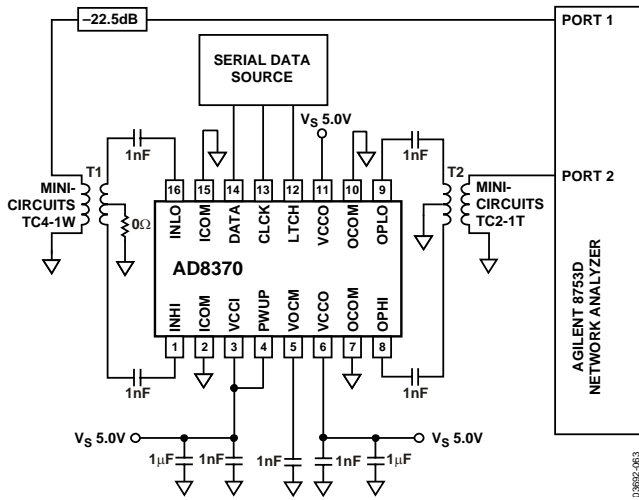 –22.5dB
PORT 1
SERIAL DATA
SOURCE
VS 5.0V
1nF
1nF
T1
T2
MINI-
CIRCUITS
TC4-1W
0Ω
PORT 2
MINI-
CIRCUITS
TC2-1T
16 15 14 13 12 11 10 9
INLO ICOM DATA CLCK LTCH VCCO OCOM OPLO
AD8370
INHI ICOM VCCI PWUP VOCM VCCO OCOM OPHI
1 2 3 4 5 6 7 8
1nF
1nF
AGILENT 8753D
NETWORK ANALYZER
VS 5.0V
VS 5.0V
1μF
1nF
1nF
1nF
1μF
03692-063